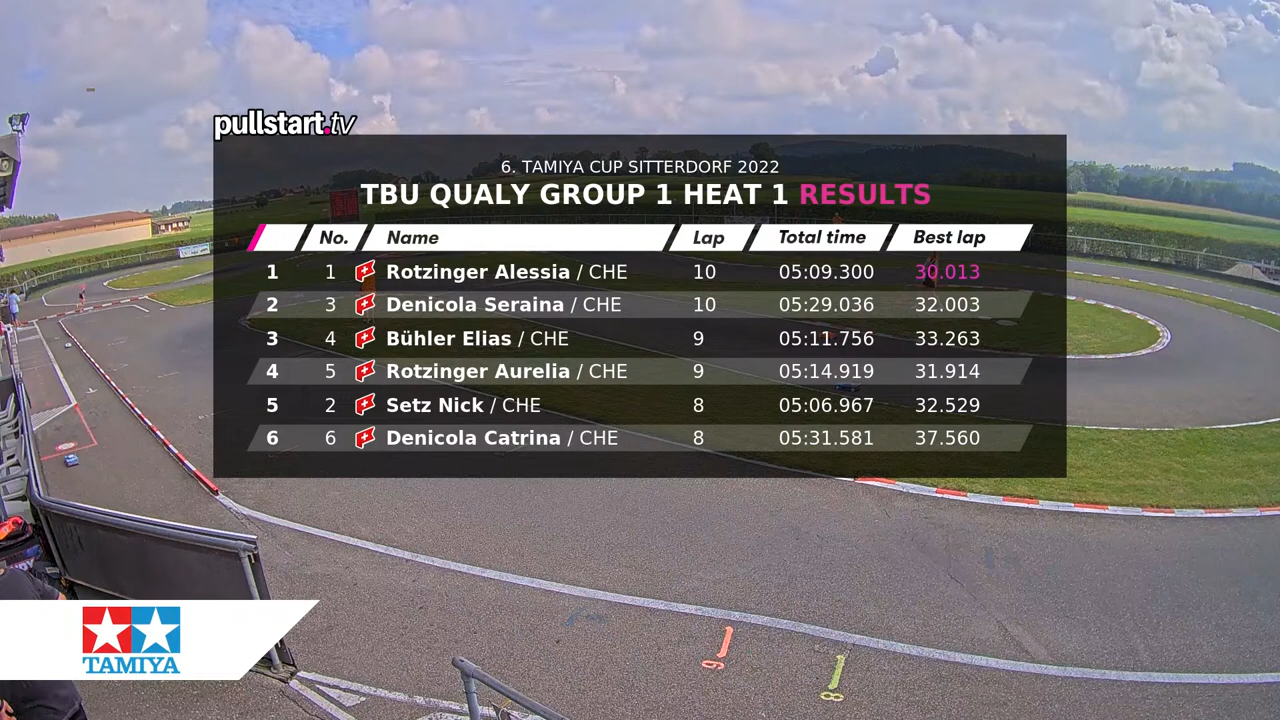 pullstart.tv
6. TAMIYA CUP SITTERDORF 2022
TBU QUALY GROUP 1 HEAT 1 RESULTS
No. Name Lap Total time Best lap
1 1 Rotzinger Alessia / CHE 10 05:09.300 30.013
2 3 Denicola Seraina / CHE 10 05:29.036 32.003
3 4 Bühler Elias / CHE 9 05:11.756 33.263
4 5 Rotzinger Aurelia / CHE 9 05:14.919 31.914
5 2 Setz Nick / CHE 8 05:06.967 32.529
6 6 Denicola Catrina / CHE 8 05:31.581 37.560
TAMIYA
9
8